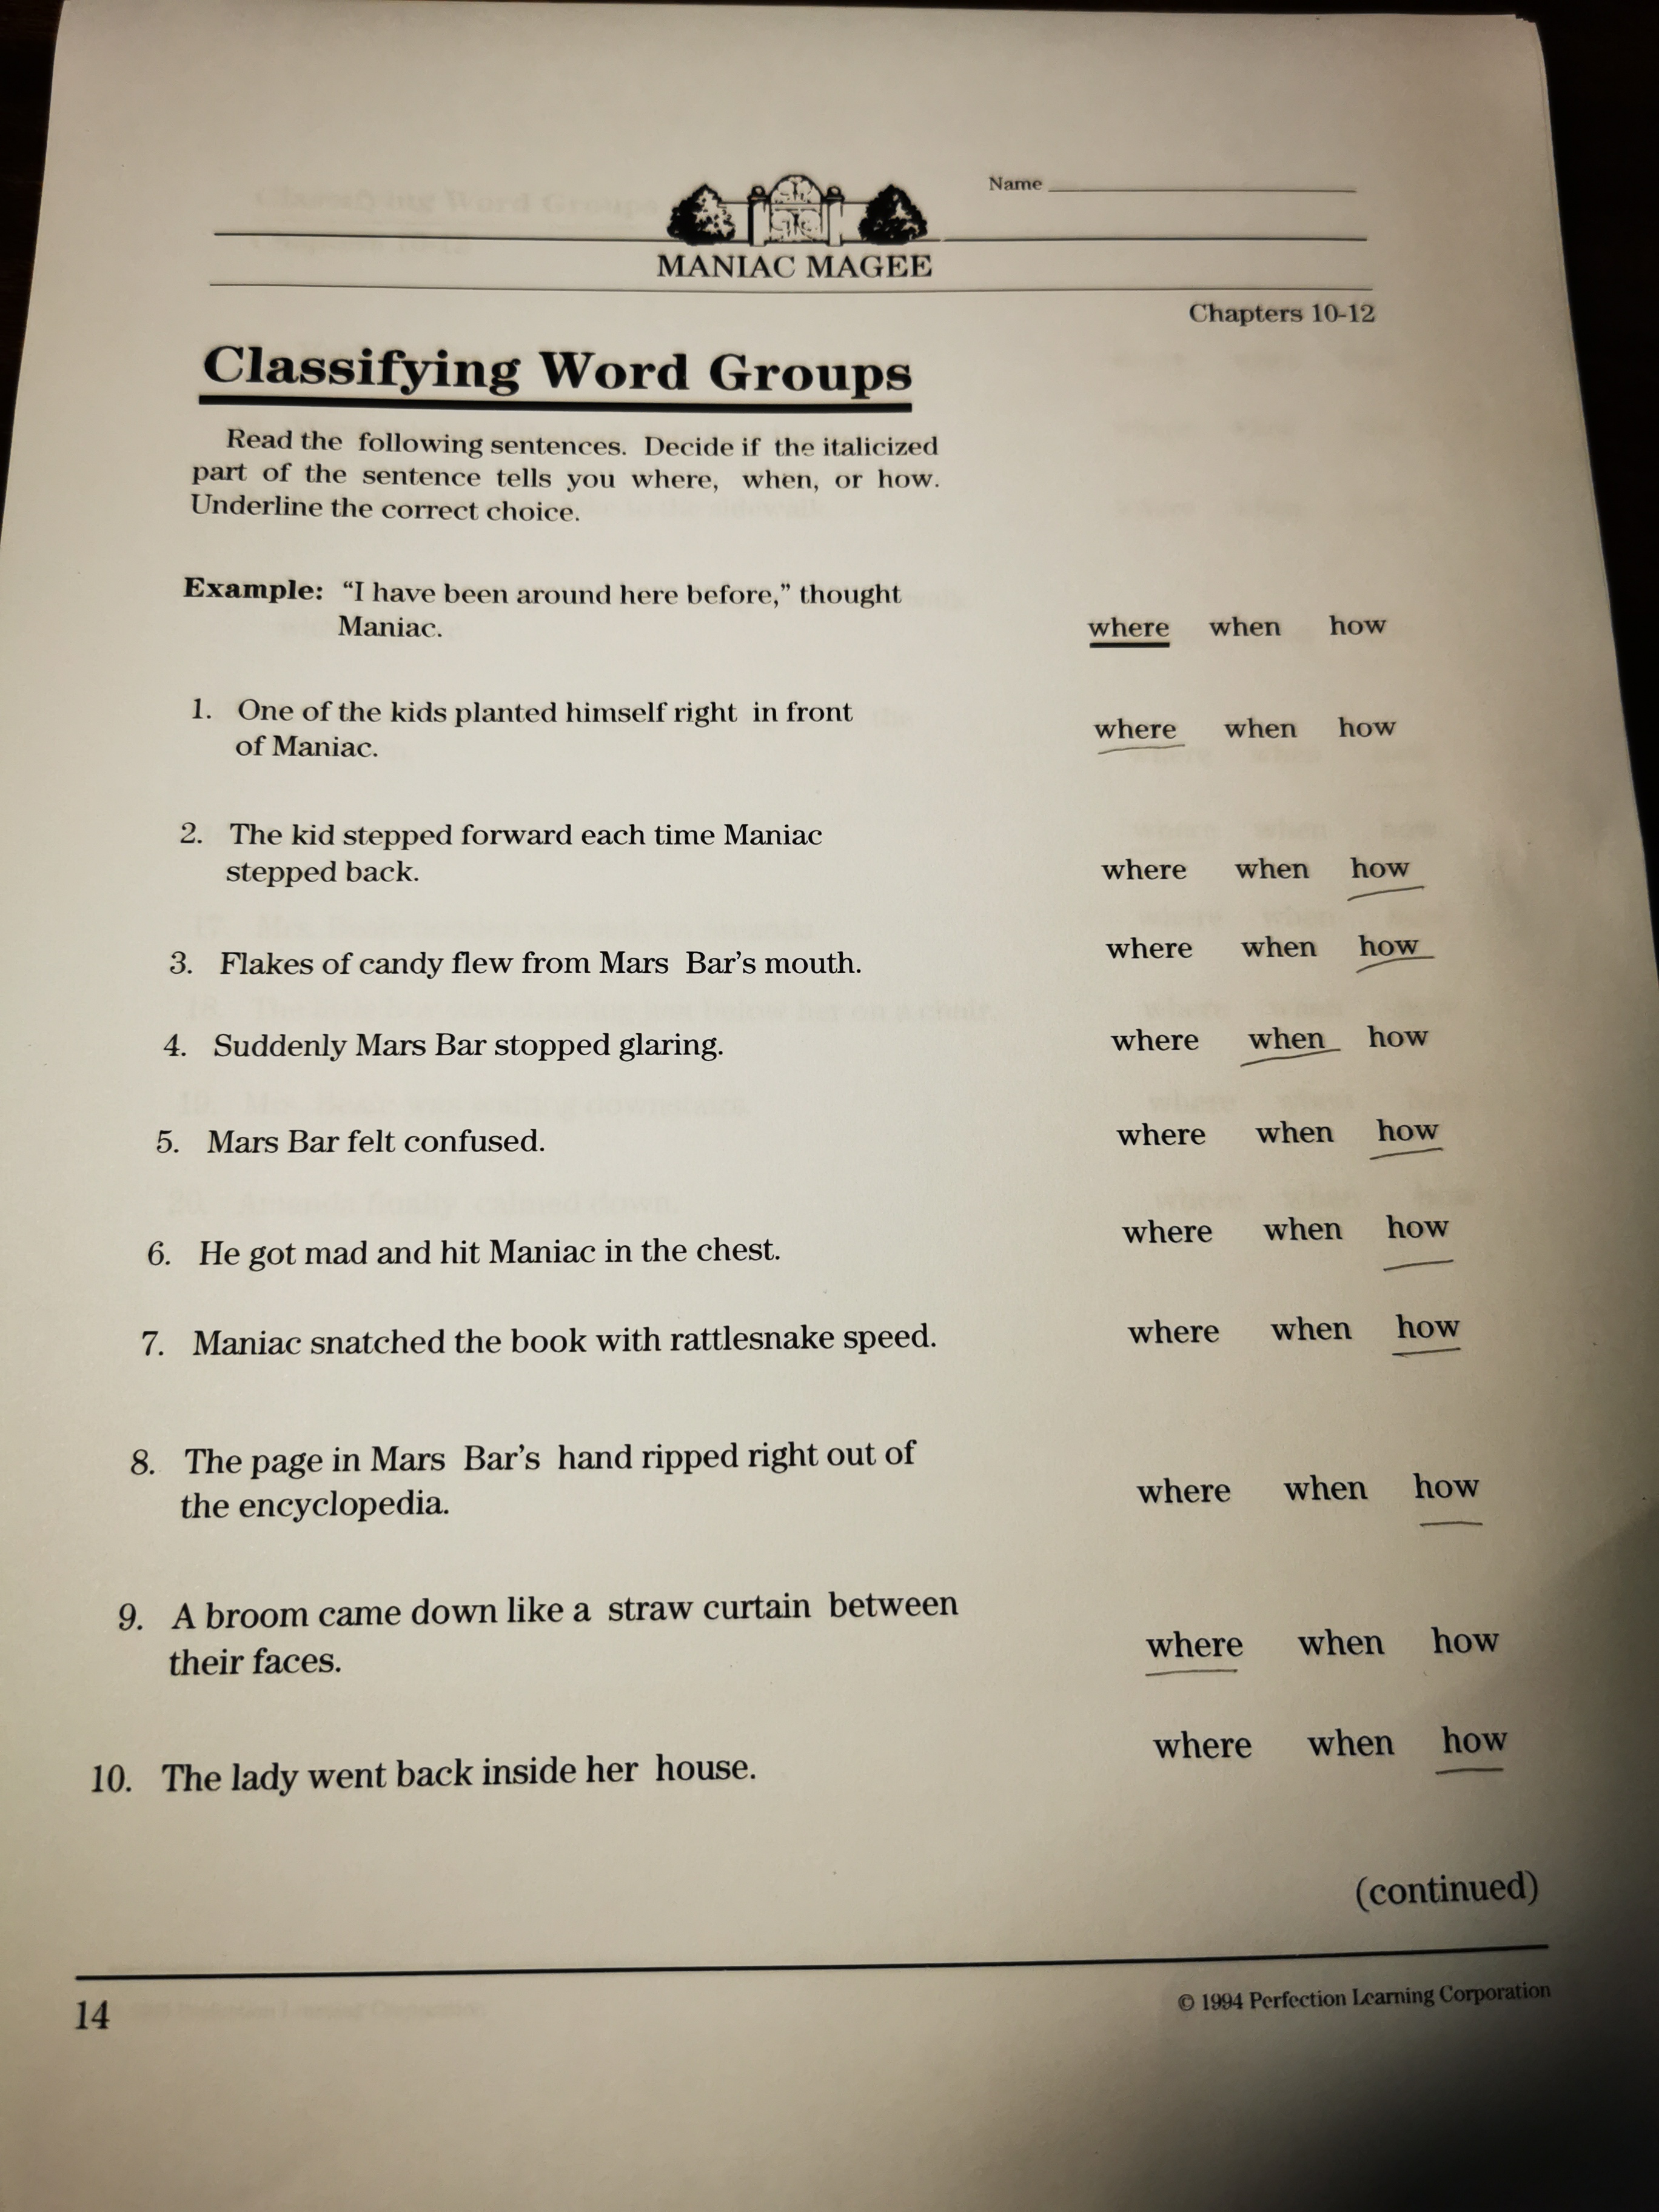 Name
MANIAC MAGEE
Chapters 10-12
Classifying Word Groups
Read the following sentences. Decide if the italicized
part of the sentence tells you where, when, or how.
Underline the correct choice.
Example: “I have been around here before,” thought
Maniac.
where when how
1. One of the kids planted himself right in front
of Maniac.
where when how
2. The kid stepped forward each time Maniac
stepped back.
where when how
3. Flakes of candy flew from Mars Bar’s mouth.
where when how
4. Suddenly Mars Bar stopped glaring.
where when how
5. Mars Bar felt confused.
where when how
6. He got mad and hit Maniac in the chest.
where when how
7. Maniac snatched the book with rattlesnake speed.
where when how
8. The page in Mars Bar’s hand ripped right out of
the encyclopedia.
where when how
9. A broom came down like a straw curtain between
their faces.
where when how
10. The lady went back inside her house.
where when how
(continued)
14
© 1994 Perfection Learning Corporation